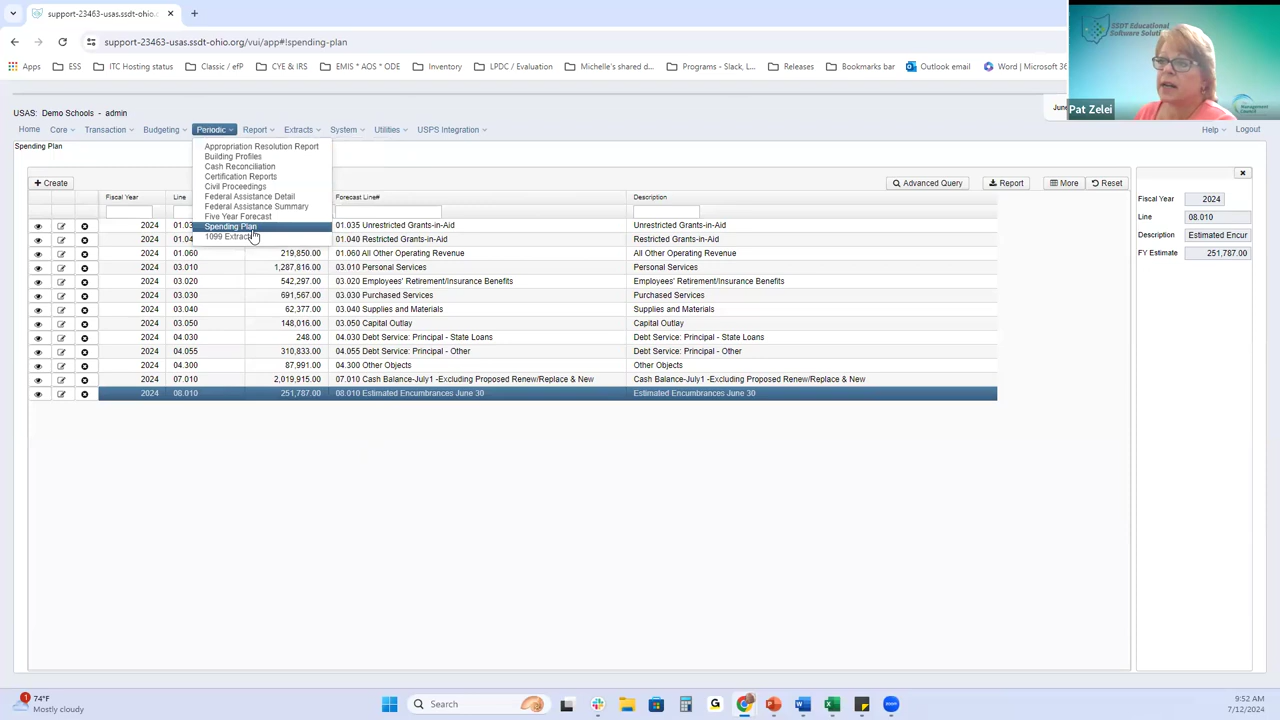 support-23463-usas.ssdt-ohio.org
support-23463-usas.ssdt-ohio.org/vui/app#!spending-plan
Apps ESS ITC Hosting status Classic / eFP CYE & IRS EMIS * AOS * ODE Inventory LPDC / Evaluation Michelle's shared d... Programs - Slack, L... Releases Bookmarks bar Outlook email Word | Microsoft 36
SSDT Educational
Software Solutions
Management
Council
Pat Zelei
USAS: Demo Schools - admin
June
Home Core Transaction Budgeting Periodic Report Extracts System Utilities USPS Integration Help Logout
Spending Plan
Appropriation Resolution Report
Building Profiles
Cash Reconciliation
Certification Reports
Civil Proceedings
Federal Assistance Detail
Federal Assistance Summary
Five Year Forecast
Spending Plan
1099 Extracts
Create Advanced Query Report More Reset
Fiscal Year Line Forecast Line# Description
2024 01.035 Unrestricted Grants-in-Aid Unrestricted Grants-in-Aid
2024 01.040 Restricted Grants-in-Aid Restricted Grants-in-Aid
2024 01.060 219,850.00 01.060 All Other Operating Revenue All Other Operating Revenue
2024 03.010 1,287,816.00 03.010 Personal Services Personal Services
2024 03.020 542,297.00 03.020 Employees' Retirement/Insurance Benefits Employees' Retirement/Insurance Benefits
2024 03.030 691,567.00 03.030 Purchased Services Purchased Services
2024 03.040 62,377.00 03.040 Supplies and Materials Supplies and Materials
2024 03.050 148,016.00 03.050 Capital Outlay Capital Outlay
2024 04.030 248.00 04.030 Debt Service: Principal - State Loans Debt Service: Principal - State Loans
2024 04.055 310,833.00 04.055 Debt Service: Principal - Other Debt Service: Principal - Other
2024 04.300 87,991.00 04.300 Other Objects Other Objects
2024 07.010 2,019,915.00 07.010 Cash Balance-July1 -Excluding Proposed Renew/Replace & New Cash Balance-July1 -Excluding Proposed Renew/Replace & New
2024 08.010 251,787.00 08.010 Estimated Encumbrances June 30 Estimated Encumbrances June 30
Fiscal Year 2024
Line 08.010
Description Estimated Encur
FY Estimate 251,787.00
1
74°F
Mostly cloudy
Search
9:52 AM
7/12/2024